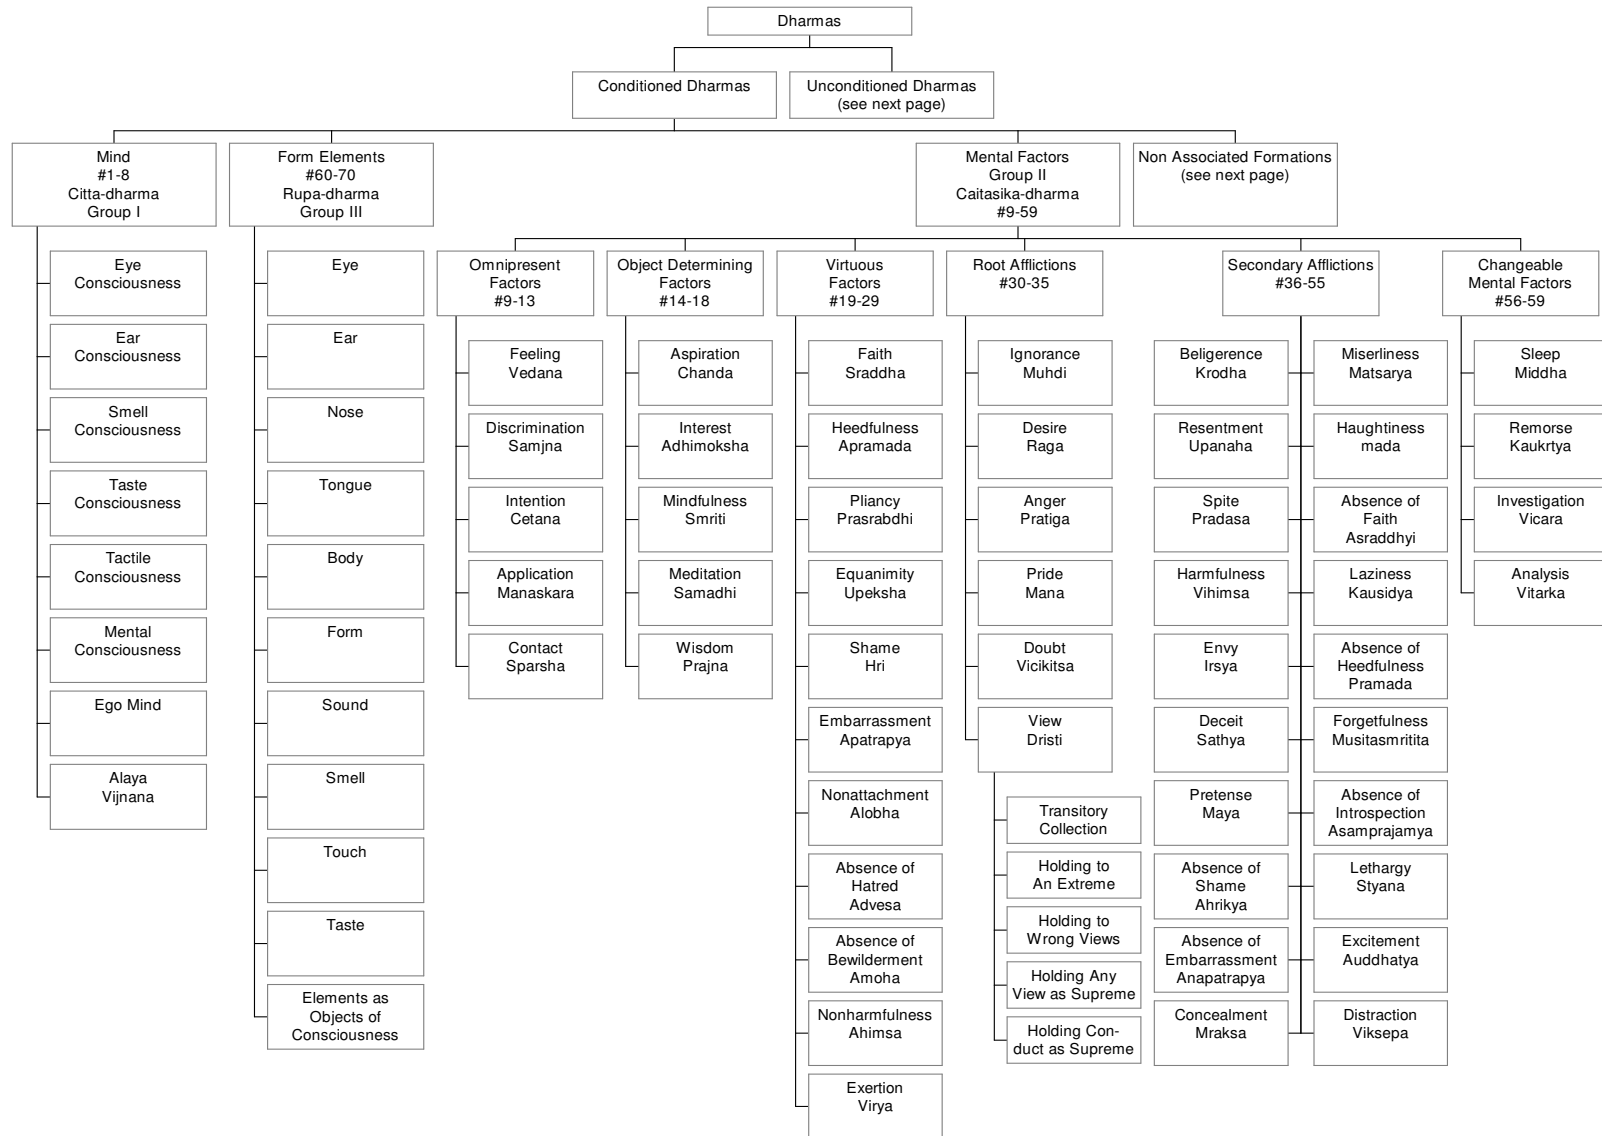 Dharmas
Conditioned Dharmas
Unconditioned Dharmas
(see next page)
Mind
#1-8
Citta-dharma
Group I
Form Elements
#60-70
Rupa-dharma
Group III
Mental Factors
Group II
Caitasika-dharma
#9-59
Non Associated Formations
(see next page)
Eye
Consciousness
Ear
Consciousness
Smell
Consciousness
Taste
Consciousness
Tactile
Consciousness
Mental
Consciousness
Ego Mind
Alaya
Vijnana
Eye
Ear
Nose
Tongue
Body
Form
Sound
Smell
Touch
Taste
Elements as
Objects of
Consciousness
Omnipresent
Factors
#9-13
Feeling
Vedana
Discrimination
Samjna
Intention
Cetana
Application
Manaskara
Contact
Sparsha
Object Determining
Factors
#14-18
Aspiration
Chanda
Interest
Adhimoksha
Mindfulness
Smriti
Meditation
Samadhi
Wisdom
Prajna
Virtuous
Factors
#19-29
Faith
Sraddha
Heedfulness
Apramada
Pliancy
Prasrabdhi
Equanimity
Upeksha
Shame
Hri
Embarrassment
Apatrapya
Nonattachment
Alobha
Absence of
Hatred
Advesa
Absence of
Bewilderment
Amoha
Nonharmfulness
Ahimsa
Exertion
Virya
Root Afflictions
#30-35
Ignorance
Muhdi
Desire
Raga
Anger
Pratiga
Pride
Mana
Doubt
Vicikitsa
View
Dristi
Transitory
Collection
Holding to
An Extreme
Holding to
Wrong Views
Holding Any
View as Supreme
Holding Con-
duct as Supreme
Secondary Afflictions
#36-55
Beligerence
Krodha
Resentment
Upanaha
Spite
Pradasa
Harmfulness
Vihimsa
Envy
Irsya
Deceit
Sathya
Pretense
Maya
Absence of
Shame
Ahrikya
Absence of
Embarrassment
Anapatrapya
Concealment
Mraksa
Miserliness
Matsarya
Haughtiness
mada
Absence of
Faith
Asraddhyi
Laziness
Kausidya
Absence of
Heedfulness
Pramada
Forgetfulness
Musitasmritita
Absence of
Introspection
Asamprajamya
Lethargy
Styana
Excitement
Auddhatya
Distraction
Viksepa
Changeable
Mental Factors
#56-59
Sleep
Middha
Remorse
Kaukrtya
Investigation
Vicara
Analysis
Vitarka